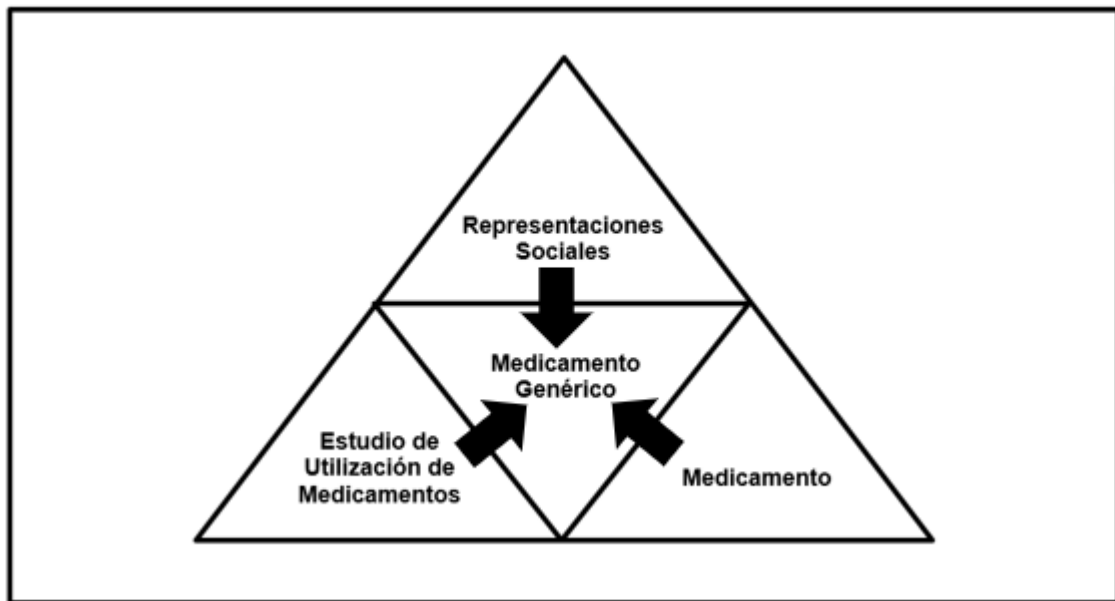 Representaciones
Sociales
Medicamento
Genérico
Estudio de
Utilización de
Medicamentos
Medicamento